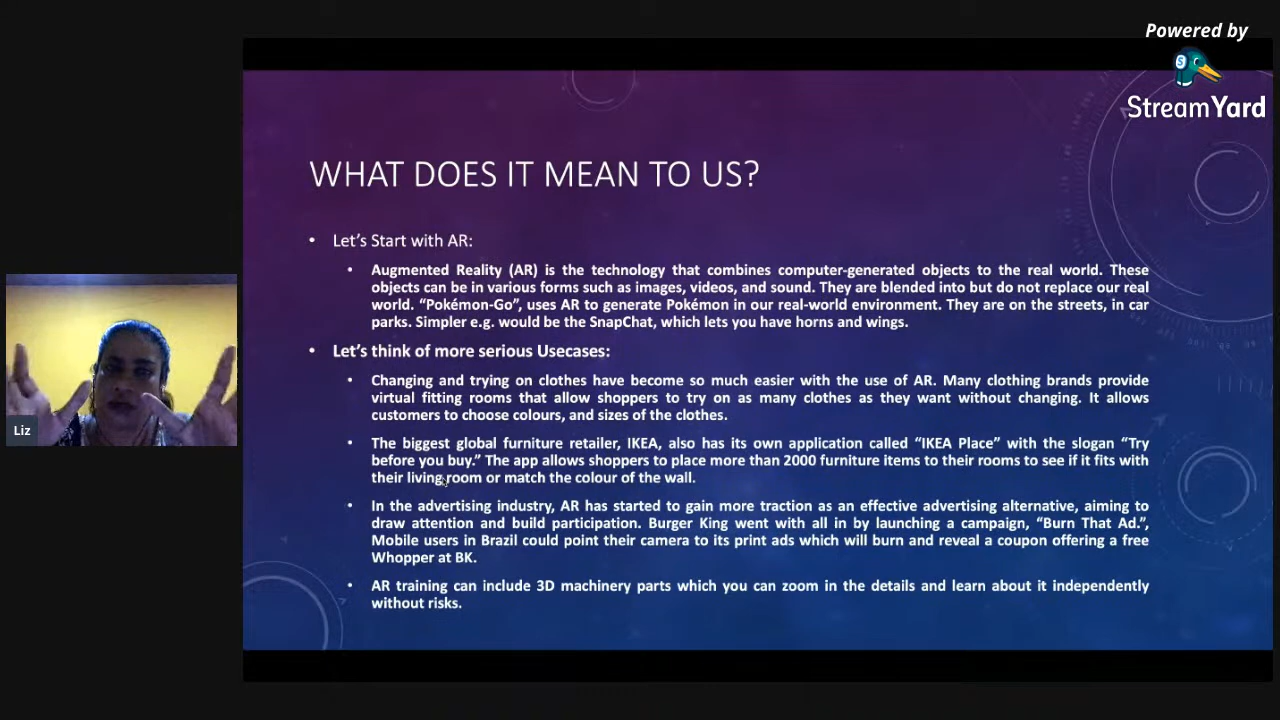 Powered by
StreamYard
WHAT DOES IT MEAN TO US?
• Let’s Start with AR:
• Augmented Reality (AR) is the technology that combines computer-generated objects to the real world. These
objects can be in various forms such as images, videos, and sound. They are blended into but do not replace our real
world. “Pokémon-Go”, uses AR to generate Pokémon in our real-world environment. They are on the streets, in car
parks. Simpler e.g. would be the SnapChat, which lets you have horns and wings.
• Let’s think of more serious Usecases:
• Changing and trying on clothes have become so much easier with the use of AR. Many clothing brands provide
virtual fitting rooms that allow shoppers to try on as many clothes as they want without changing. It allows
customers to choose colours, and sizes of the clothes.
• The biggest global furniture retailer, IKEA, also has its own application called “IKEA Place” with the slogan “Try
before you buy.” The app allows shoppers to place more than 2000 furniture items to their rooms to see if it fits with
their living room or match the colour of the wall.
• In the advertising industry, AR has started to gain more traction as an effective advertising alternative, aiming to
draw attention and build participation. Burger King went with all in by launching a campaign, “Burn That Ad.”,
Mobile users in Brazil could point their camera to its print ads which will burn and reveal a coupon offering a free
Whopper at BK.
• AR training can include 3D machinery parts which you can zoom in the details and learn about it independently
without risks.
Liz